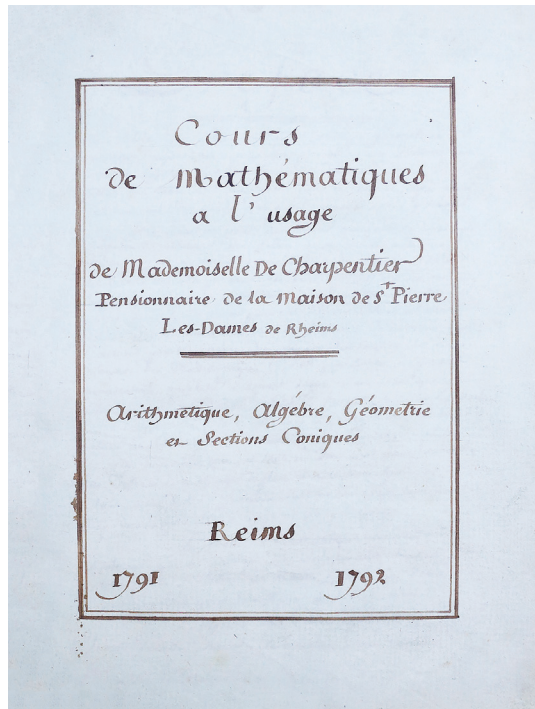 Cours
de Mathématiques
a l' usage
de Mademoiselle De Charpentier
Pensionnaire de la Maison de St Pierre
Les-Dames de Rheims
Arithmetique, Algébre, Géometrie
et Sections Coniques
Reims
1791 1792